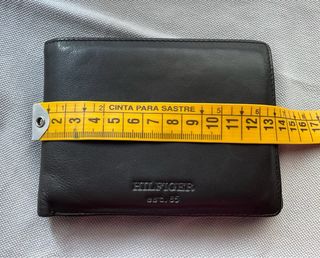 CINTA PARA SASTRE
2 3 4 5 6 7 8 9 10 11 12 13 14 15 16 17
HILFIGER
EST. 85